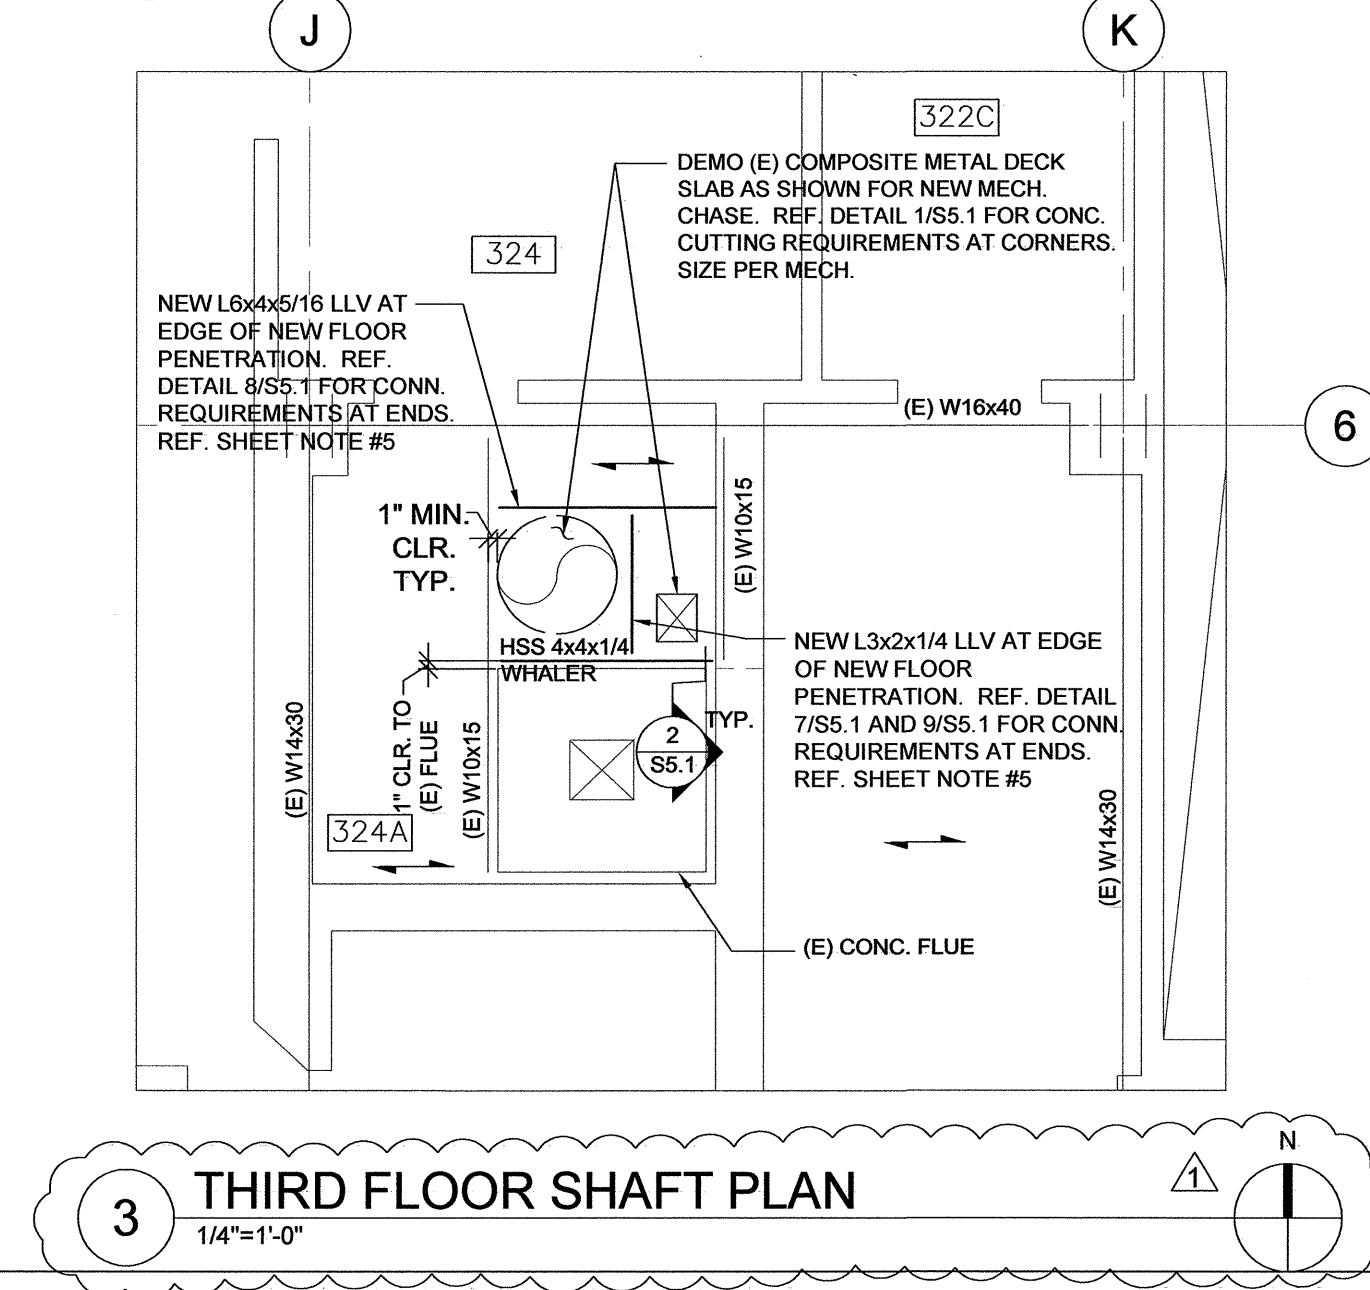 J
K
322C
DEMO (E) COMPOSITE METAL DECK
SLAB AS SHOWN FOR NEW MECH.
CHASE. REF. DETAIL 1/S5.1 FOR CONC.
CUTTING REQUIREMENTS AT CORNERS.
SIZE PER MECH.
324
NEW L6x4x5/16 LLV AT
EDGE OF NEW FLOOR
PENETRATION. REF.
DETAIL 8/S5.1 FOR CONN.
REQUIREMENTS AT ENDS.
REF. SHEET NOTE #5
(E) W16x40
6
1" MIN.
CLR.
TYP.
(E) W10x15
HSS 4x4x1/4
WHALER
NEW L3x2x1/4 LLV AT EDGE
OF NEW FLOOR
PENETRATION. REF. DETAIL
7/S5.1 AND 9/S5.1 FOR CONN.
REQUIREMENTS AT ENDS.
REF. SHEET NOTE #5
TYP.
2
S5.1
(E) W14x30
1" CLR. TO
(E) FLUE
(E) W10x15
324A
(E) W14x30
(E) CONC. FLUE
3
THIRD FLOOR SHAFT PLAN
1/4"=1'-0"
1
N